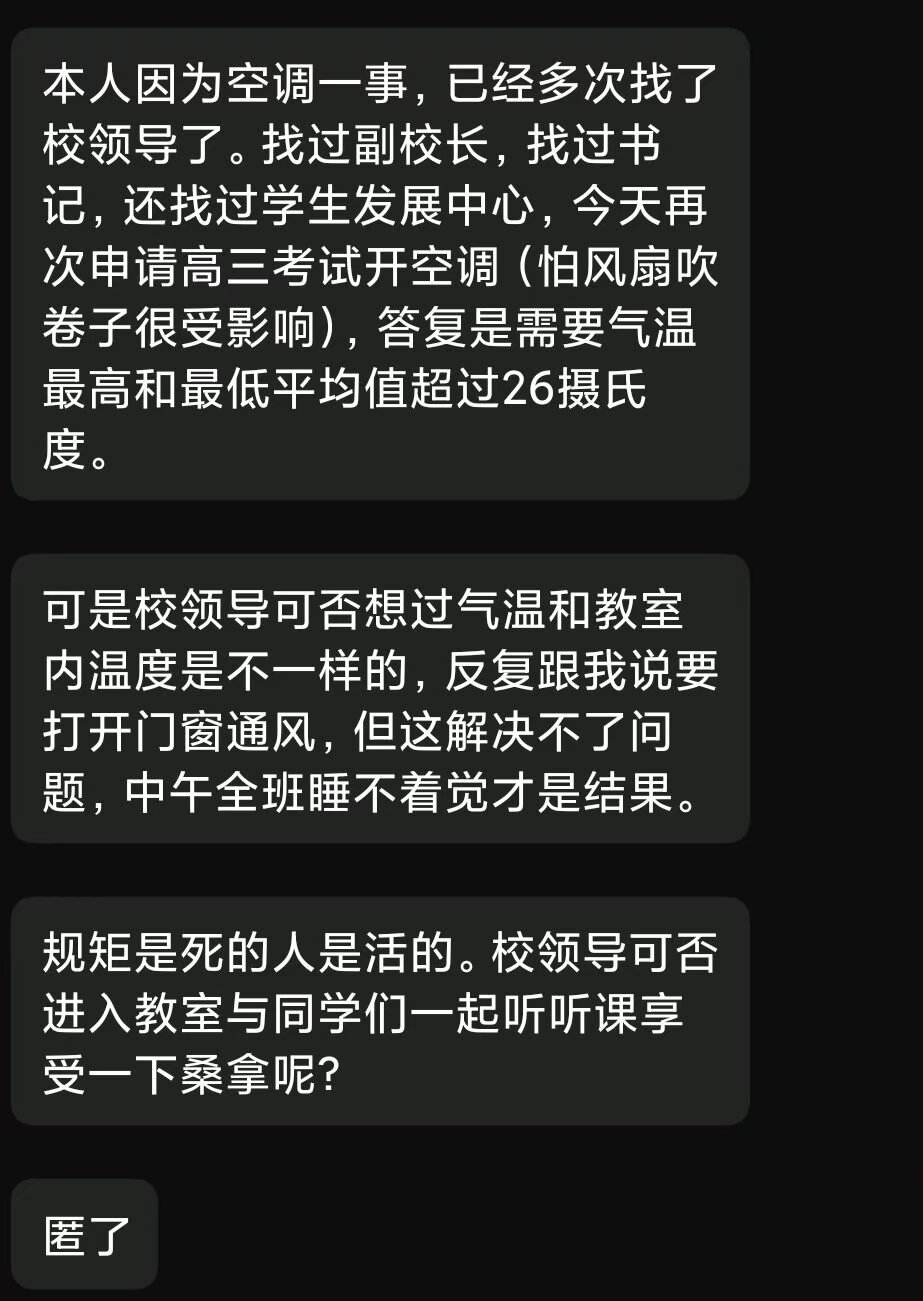 本人因为空调一事，已经多次找了
校领导了。找过副校长，找过书
记，还找过学生发展中心，今天再
次申请高三考试开空调（怕风扇吹
卷子很受影响），答复是需要气温
最高和最低平均值超过26摄氏
度。
可是校领导可否想过气温和教室
内温度是不一样的，反复跟我说要
打开门窗通风，但这解决不了问
题，中午全班睡不着觉才是结果。
规矩是死的人是活的。校领导可否
进入教室与同学们一起听听课享
受一下桑拿呢？
匿了